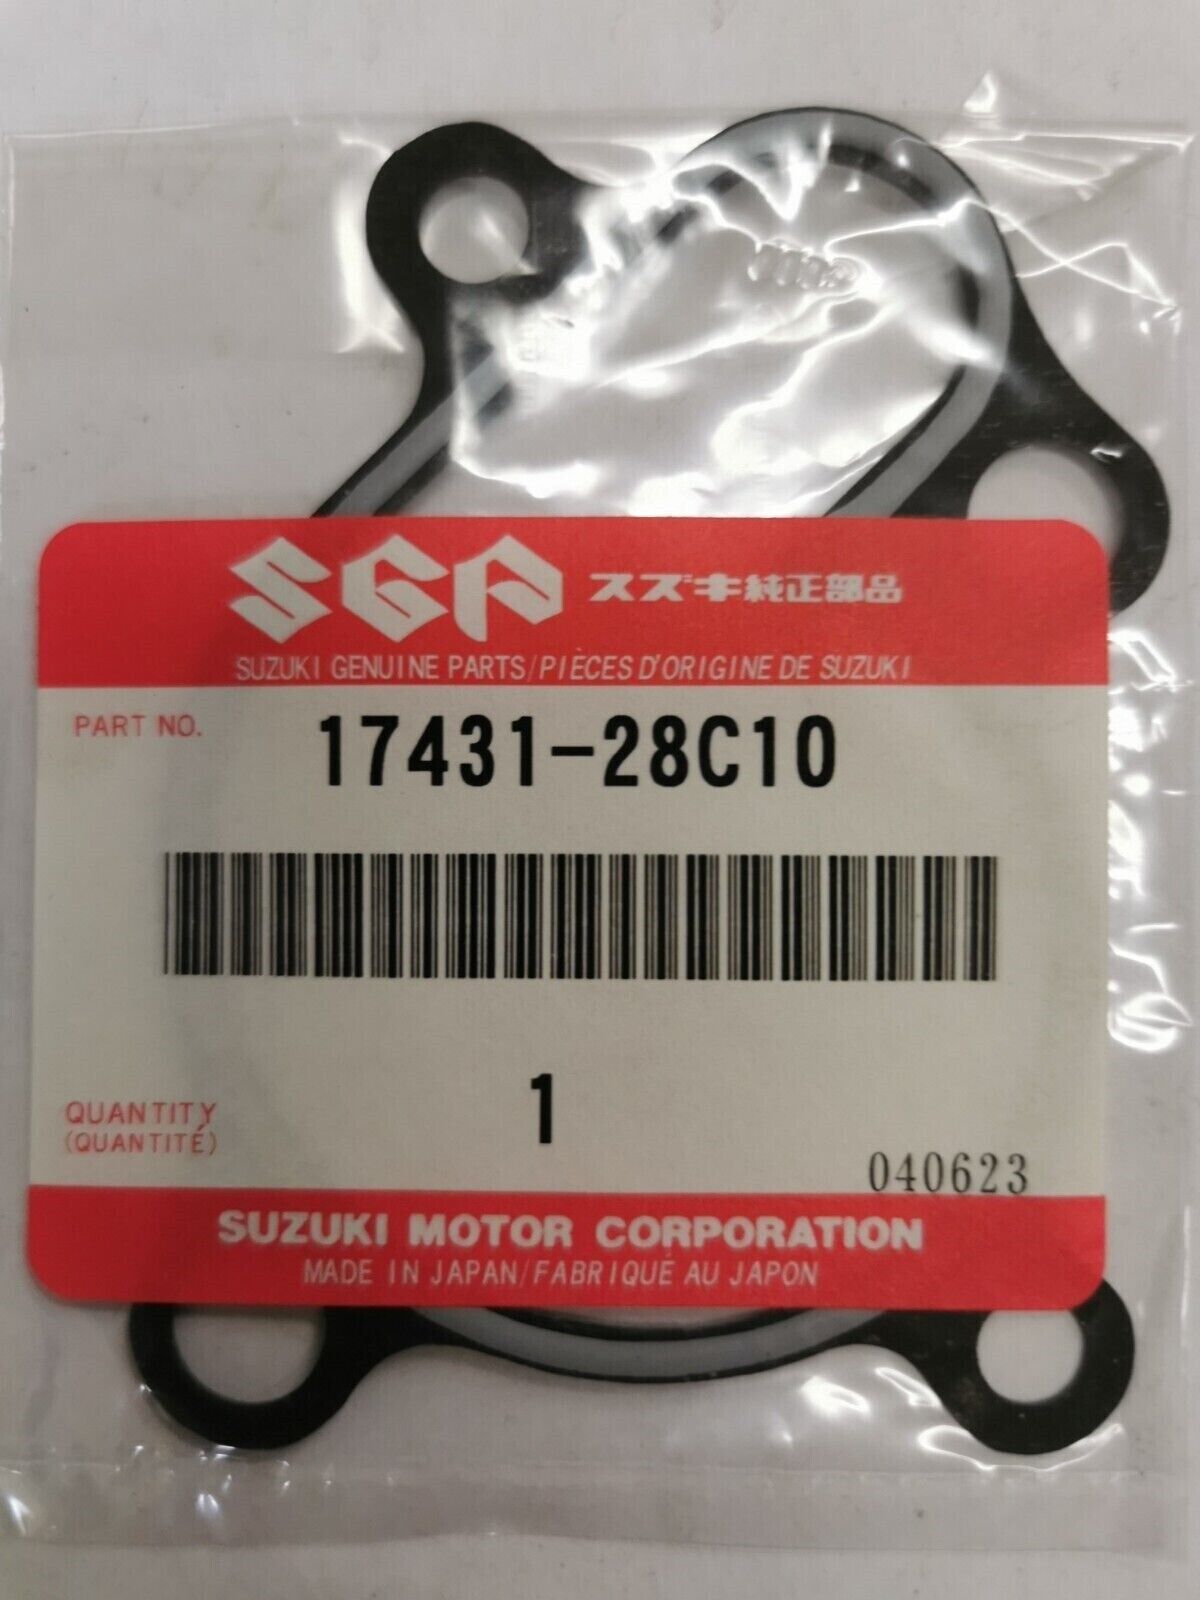 SGP スズキ純正部品
SUZUKI GENUINE PARTS/PIECES D'ORIGINE DE SUZUKI
PART NO. 17431-28C10
QUANTITY 1
(QUANTITÉ)
040623
SUZUKI MOTOR CORPORATION
MADE IN JAPAN/FABRIQUÉ AU JAPON